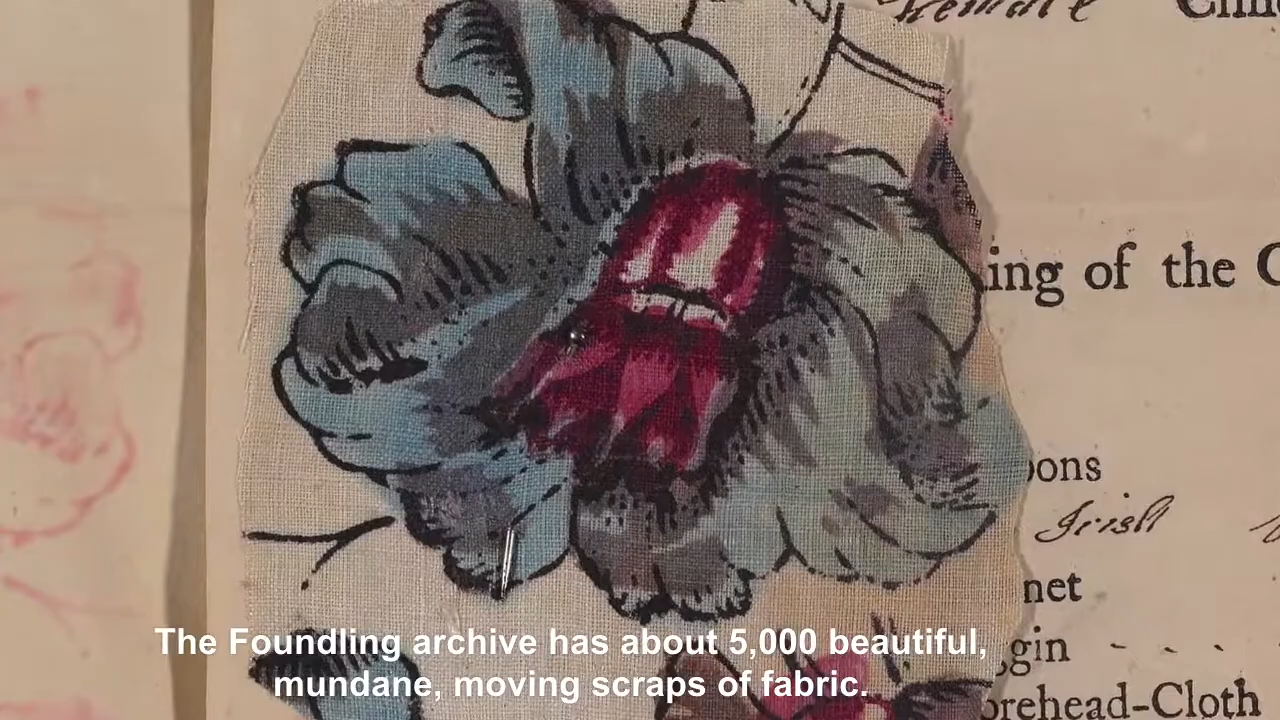 ing of the
Irish
net
gin
orehead-Cloth
The Foundling archive has about 5,000 beautiful,
mundane, moving scraps of fabric.